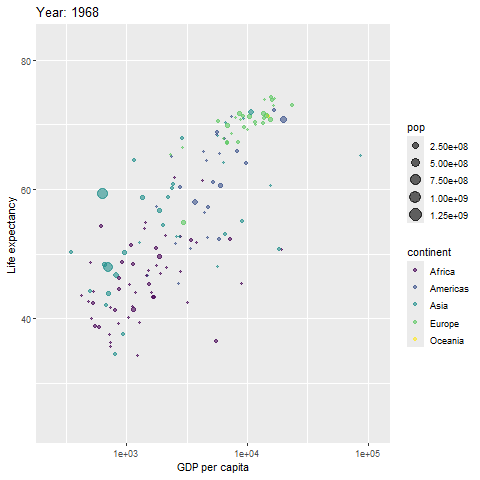 Year: 1968
80
60
40
Life expectancy
1e+03
1e+04
1e+05
GDP per capita
pop
2.50e+08
5.00e+08
7.50e+08
1.00e+09
1.25e+09
continent
Africa
Americas
Asia
Europe
Oceania